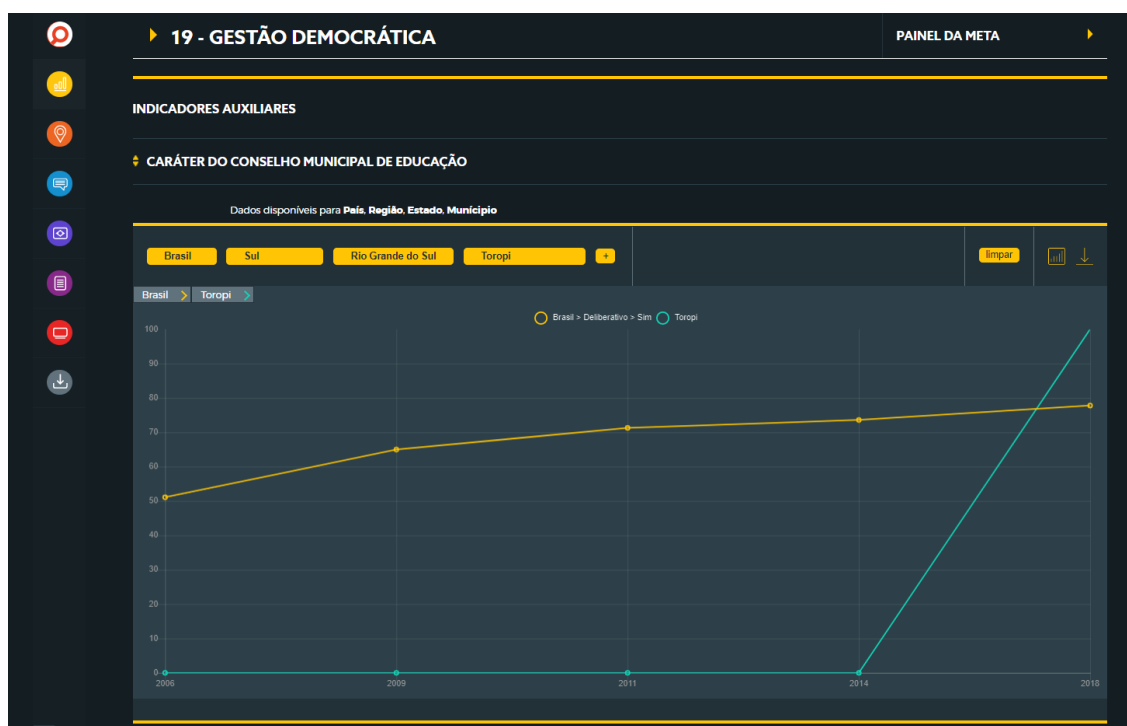 19 - GESTÃO DEMOCRÁTICA
PAINEL DA META
INDICADORES AUXILIARES
CARÁTER DO CONSELHO MUNICIPAL DE EDUCAÇÃO
Dados disponíveis para País, Região, Estado, Município
Brasil Sul Rio Grande do Sul Toropi +
limpar
Brasil Toropi
Brasil > Deliberativo > Sim Toropi
100
90
80
70
60
50
40
30
20
10
0
2006 2009 2011 2014 2018